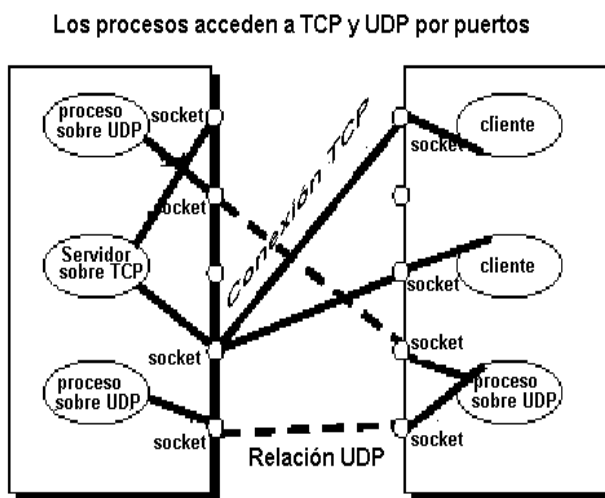 Los procesos acceden a TCP y UDP por puertos
proceso
sobre UDP
socket
socket
Servidor
sobre TCP
socket
proceso
sobre UDP
socket
Conexión TCP
Relación UDP
cliente
socket
cliente
socket
socket
proceso
sobre UDP
socket